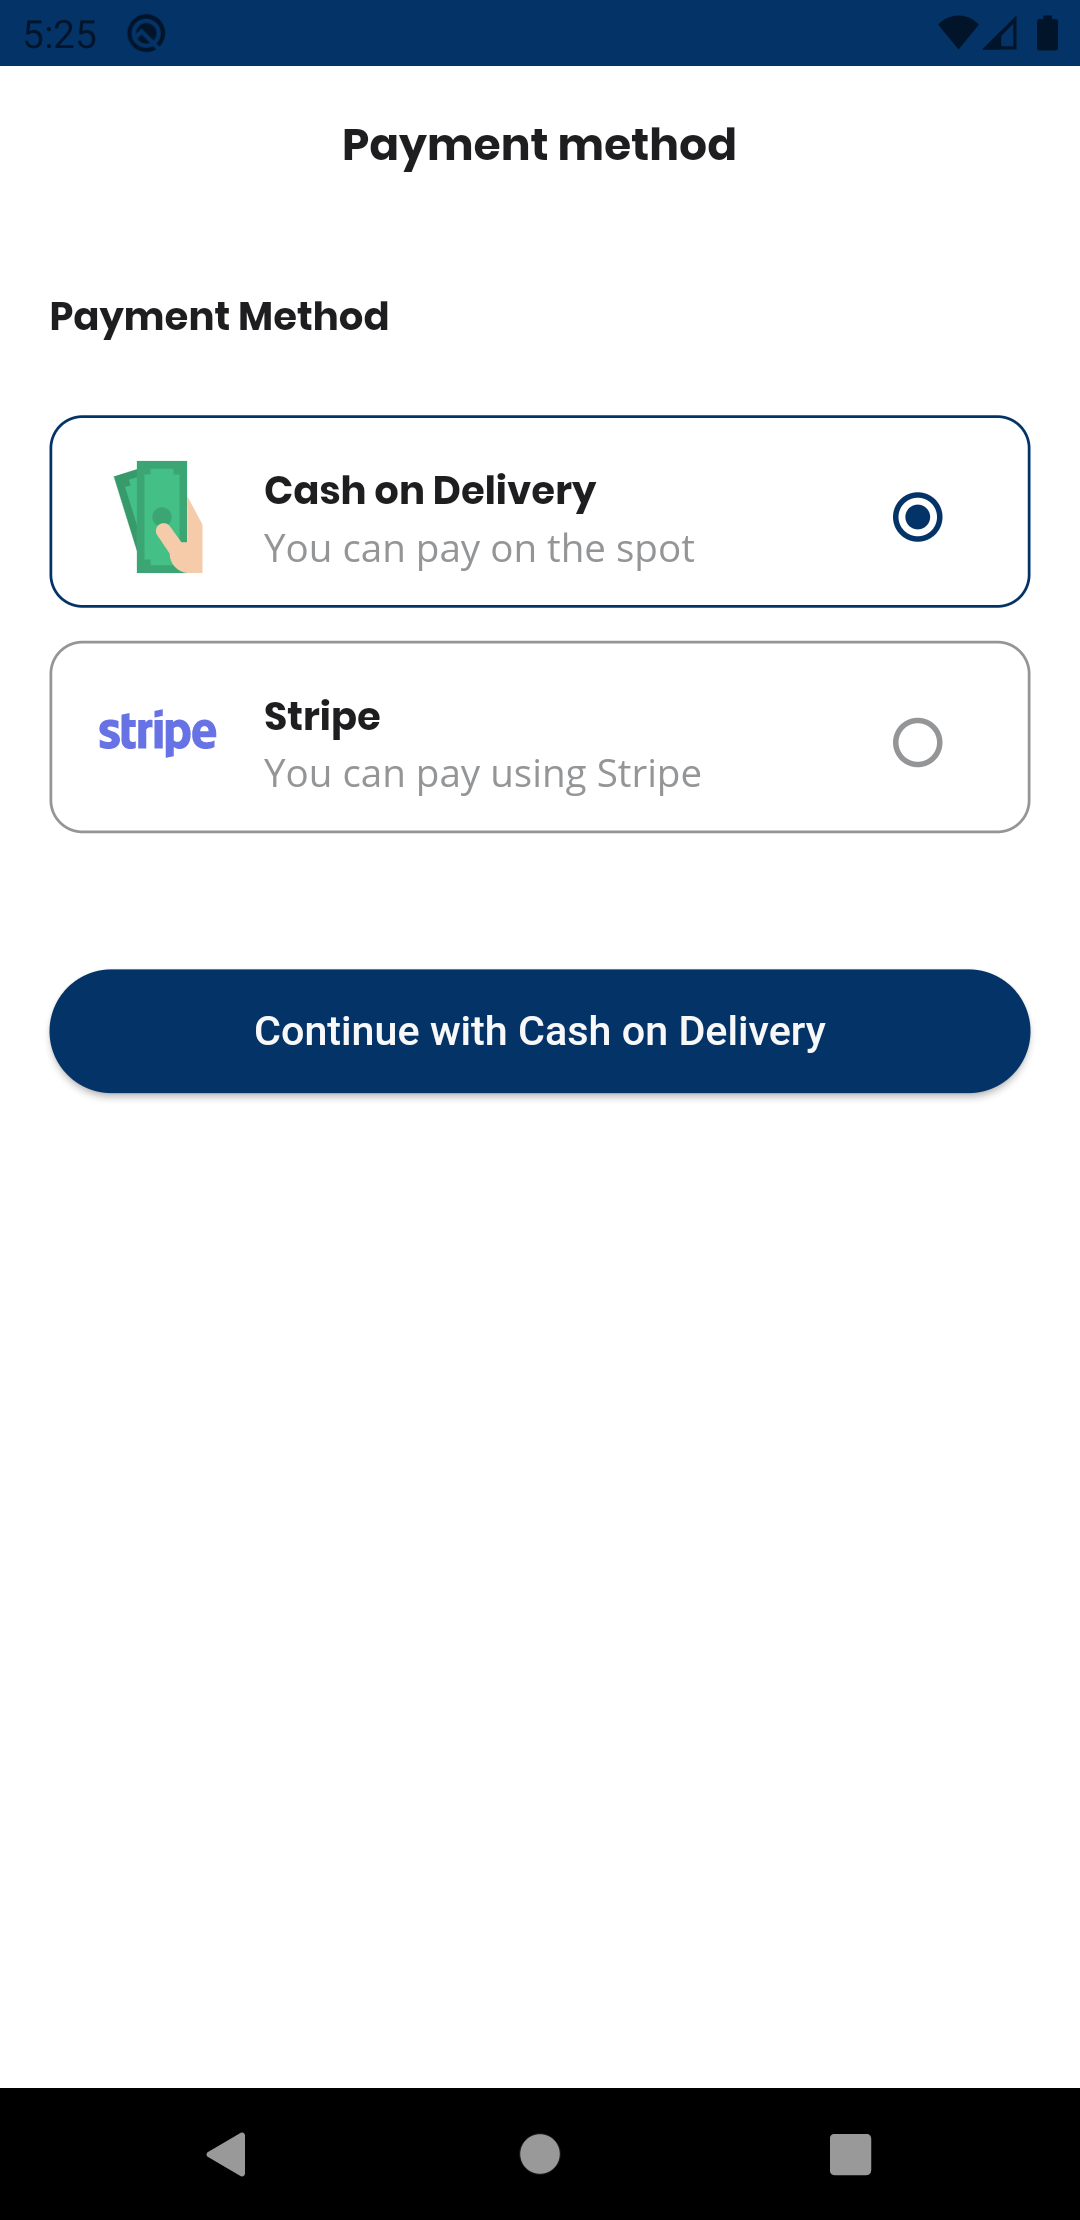 5:25
Payment method
Payment Method
Cash on Delivery
You can pay on the spot
stripe
Stripe
You can pay using Stripe
Continue with Cash on Delivery